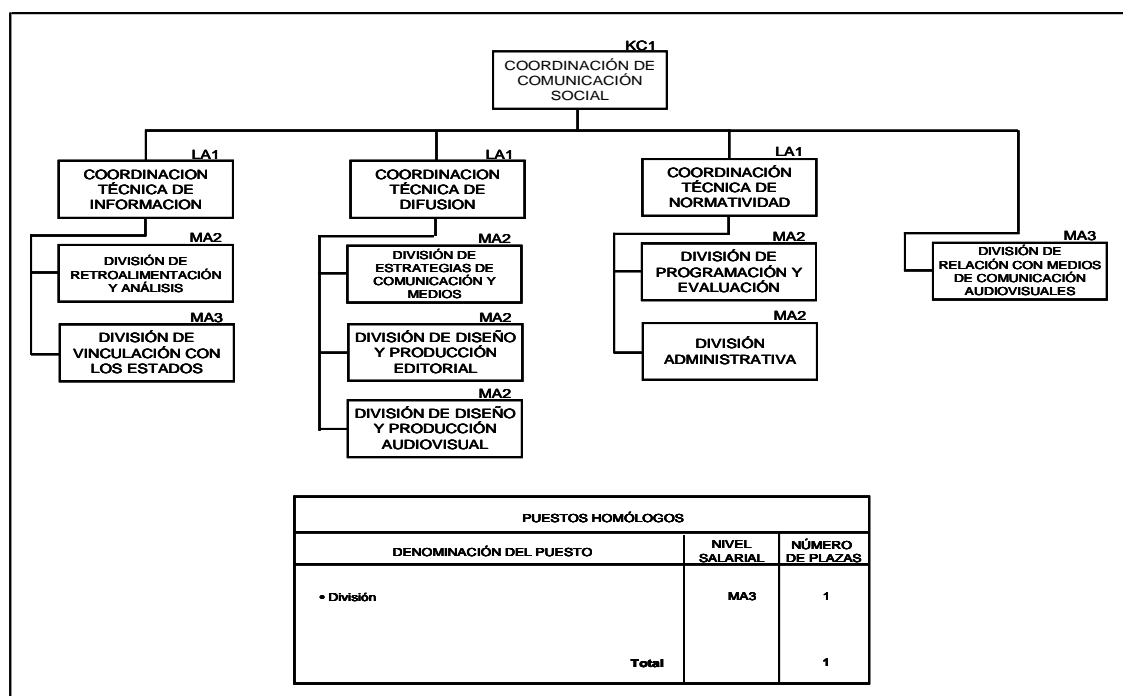 KC1
COORDINACIÓN DE
COMUNICACIÓN
SOCIAL
LA1
COORDINACION
TÉCNICA DE
INFORMACION
LA1
COORDINACION
TÉCNICA DE
DIFUSION
LA1
COORDINACIÓN
TÉCNICA DE
NORMATIVIDAD
MA2
DIVISIÓN DE
RETROALIMENTACIÓN
Y ANÁLISIS
MA3
DIVISIÓN DE
VINCULACIÓN CON
LOS ESTADOS
MA2
DIVISIÓN DE
ESTRATEGIAS DE
COMUNICACIÓN Y
MEDIOS
MA2
DIVISIÓN DE DISEÑO
Y PRODUCCIÓN
EDITORIAL
MA2
DIVISIÓN DE DISEÑO
Y PRODUCCIÓN
AUDIOVISUAL
MA2
DIVISIÓN DE
PROGRAMACIÓN Y
EVALUACIÓN
MA2
DIVISIÓN
ADMINISTRATIVA
MA3
DIVISIÓN DE
RELACIÓN CON MEDIOS
DE COMUNICACIÓN
AUDIOVISUALES
PUESTOS HOMÓLOGOS
DENOMINACIÓN DEL PUESTO
NIVEL
SALARIAL
NÚMERO
DE PLAZAS
• División MA3 1
Total 1